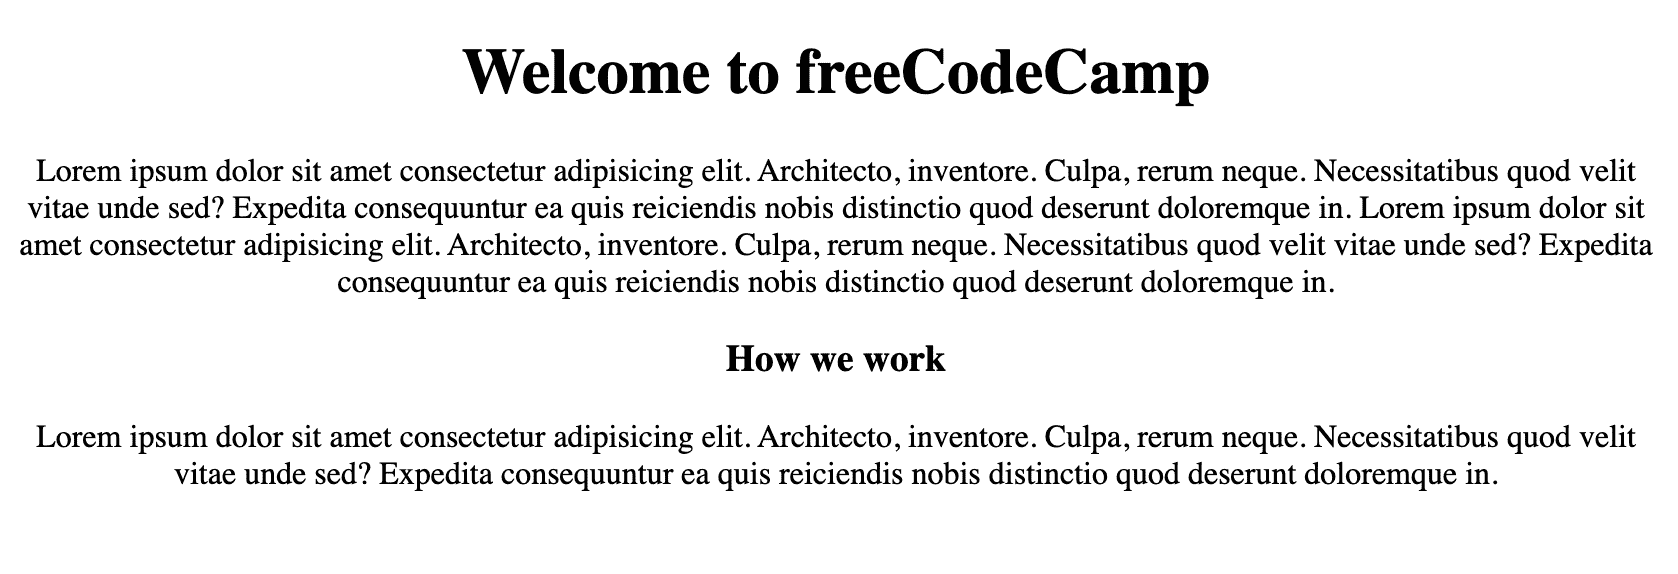 Welcome to freeCodeCamp
Lorem ipsum dolor sit amet consectetur adipisicing elit. Architecto, inventore. Culpa, rerum neque. Necessitatibus quod velit
vitae unde sed? Expedita consequuntur ea quis reiciendis nobis distinctio quod deserunt doloremque in. Lorem ipsum dolor sit
amet consectetur adipisicing elit. Architecto, inventore. Culpa, rerum neque. Necessitatibus quod velit vitae unde sed? Expedita
consequuntur ea quis reiciendis nobis distinctio quod deserunt doloremque in.
How we work
Lorem ipsum dolor sit amet consectetur adipisicing elit. Architecto, inventore. Culpa, rerum neque. Necessitatibus quod velit
vitae unde sed? Expedita consequuntur ea quis reiciendis nobis distinctio quod deserunt doloremque in.